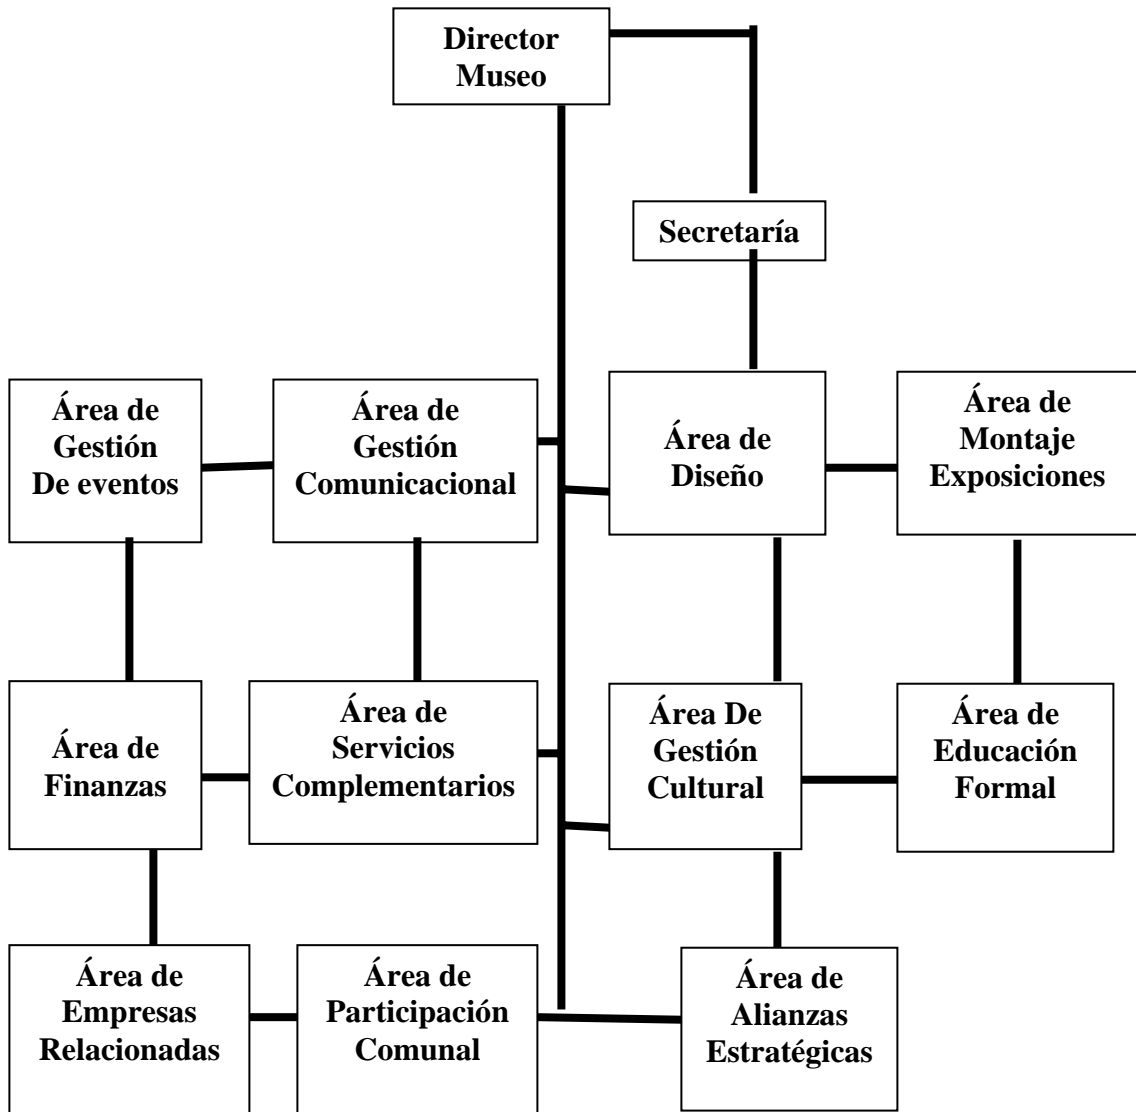 Director
Museo
Secretaría
Área de
Gestión
De eventos
Área de
Gestión
Comunicacional
Área de
Diseño
Área de
Montaje
Exposiciones
Área de
Finanzas
Área de
Servicios
Complementarios
Área De
Gestión
Cultural
Área de
Educación
Formal
Área de
Empresas
Relacionadas
Área de
Participación
Comunal
Área de
Alianzas
Estratégicas